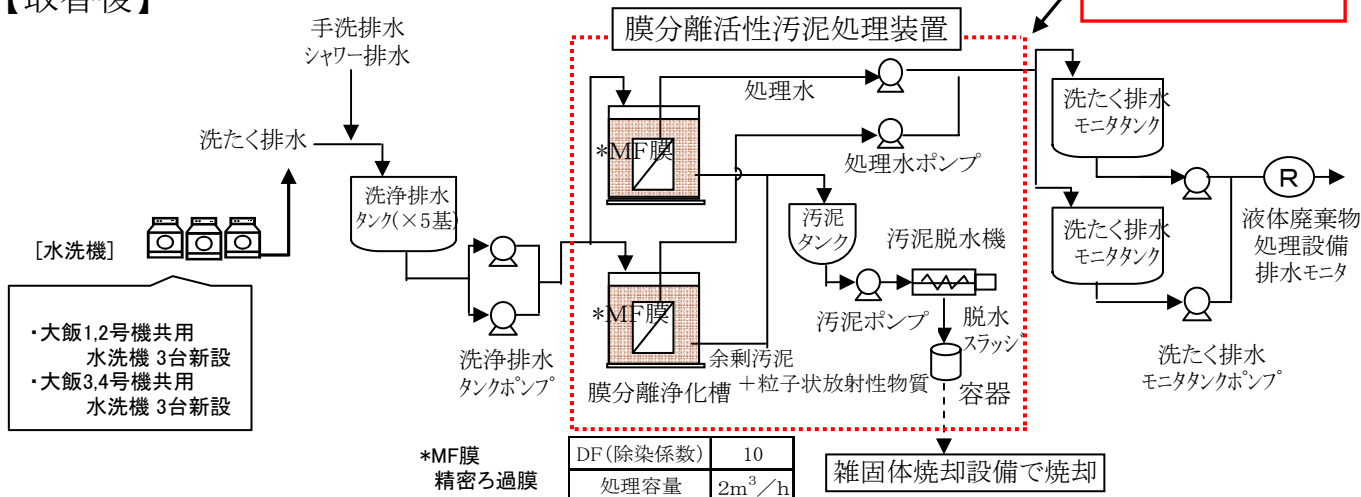 【取替後】
膜分離活性汚泥処理装置
手洗排水
シャワー排水
洗たく排水
洗浄排水
タンク(×5基)
[水洗機]
・大飯1,2号機共用
水洗機 3台新設
・大飯3,4号機共用
水洗機 3台新設
洗浄排水
タンクポンプ
*MF膜
*MF膜
膜分離浄化槽
処理水
処理水ポンプ
汚泥
タンク
汚泥脱水機
汚泥ポンプ
脱水
スラッジ
余剰汚泥
+粒子状放射性物質
容器
雑固体焼却設備で焼却
洗たく排水
モニタタンク
洗たく排水
モニタタンク
洗たく排水
モニタタンクポンプ
R
液体廃棄物
処理設備
排水モニタ
*MF膜
精密ろ過膜
DF(除染係数) 10
処理容量 2m³/h